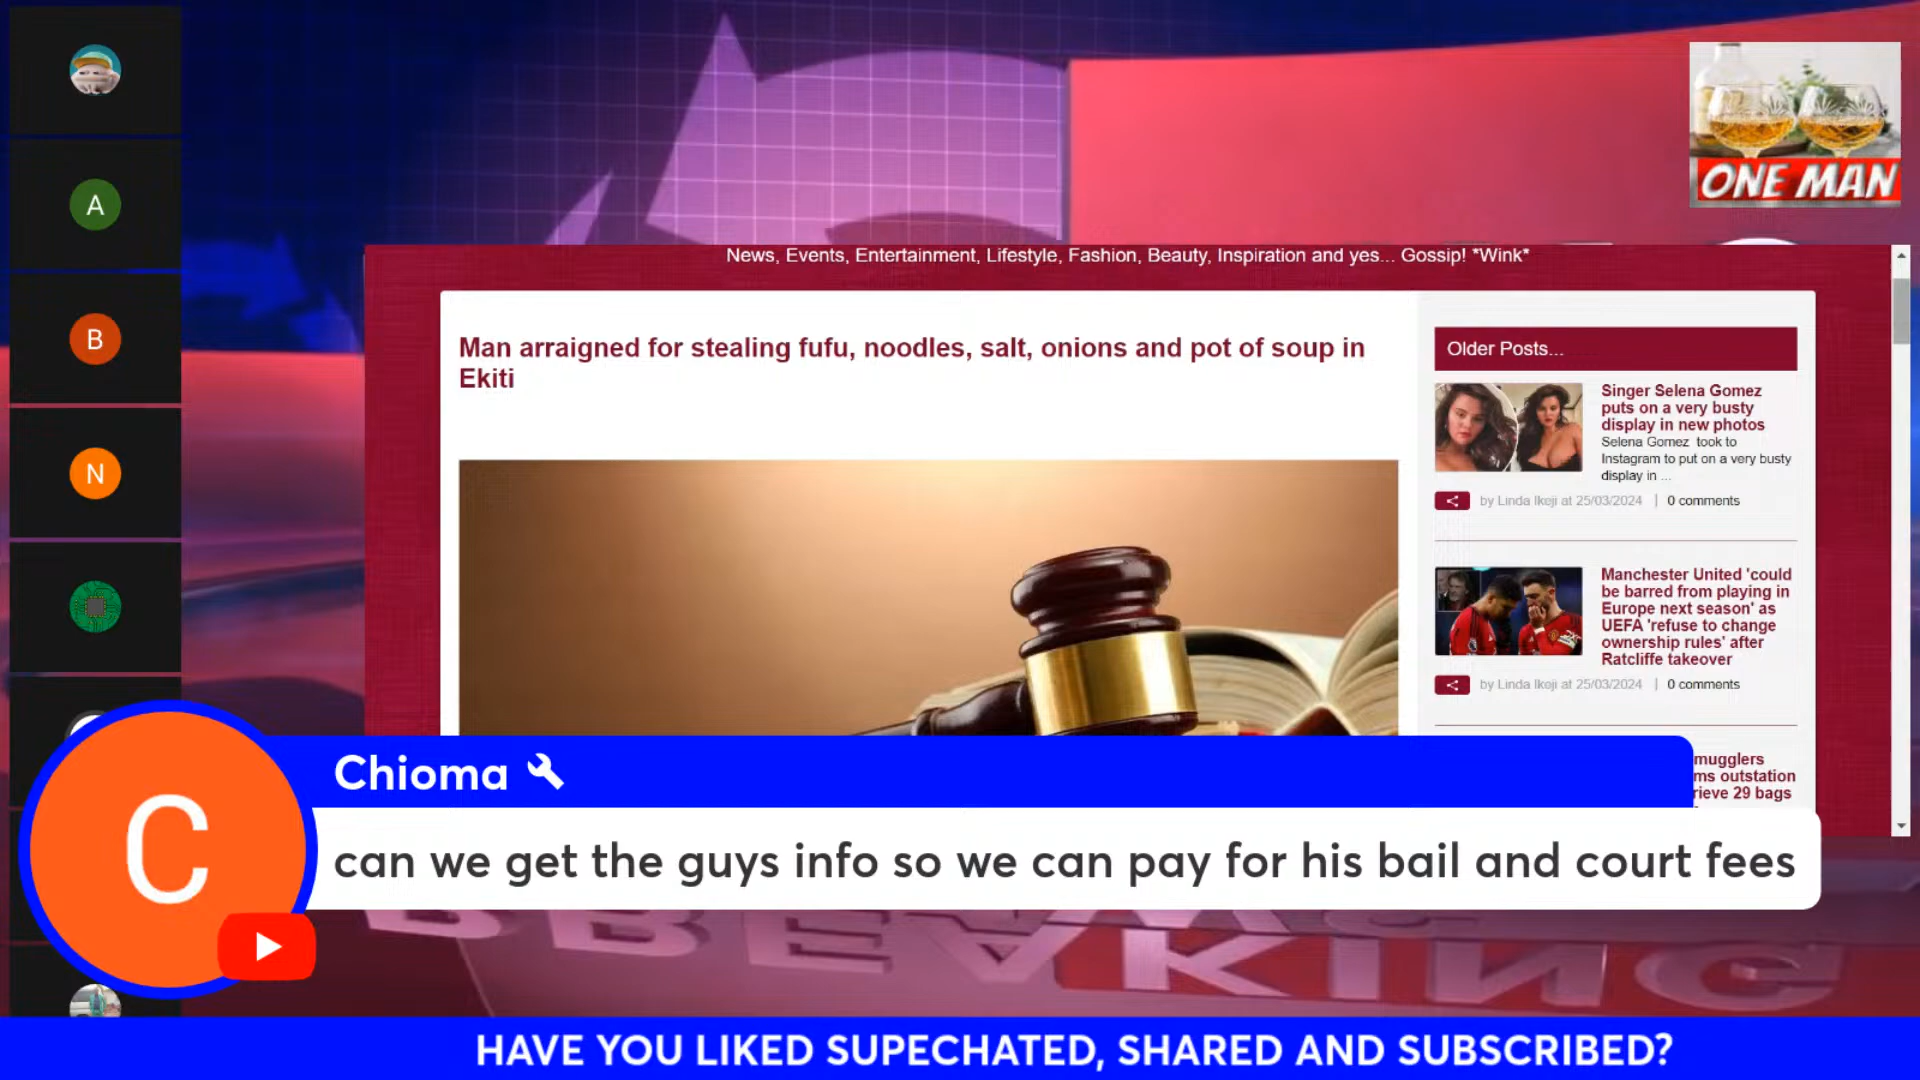 A
B
N
ONE MAN
News, Events, Entertainment, Lifestyle, Fashion, Beauty, Inspiration and yes... Gossip! *Wink*
Man arraigned for stealing fufu, noodles, salt, onions and pot of soup in
Ekiti
Older Posts...
Singer Selena Gomez
puts on a very busty
display in new photos
Selena Gomez took to
Instagram to put on a very busty
display in ...
by Linda Ikeji at 25/03/2024 | 0 comments
Manchester United 'could
be barred from playing in
Europe next season' as
UEFA 'refuse to change
ownership rules' after
Ratcliffe takeover
by Linda Ikeji at 25/03/2024 | 0 comments
mugglers
ms outstation
rieve 29 bags
C
Chioma
can we get the guys info so we can pay for his bail and court fees
BREAKING
HAVE YOU LIKED SUPECHATED, SHARED AND SUBSCRIBED?